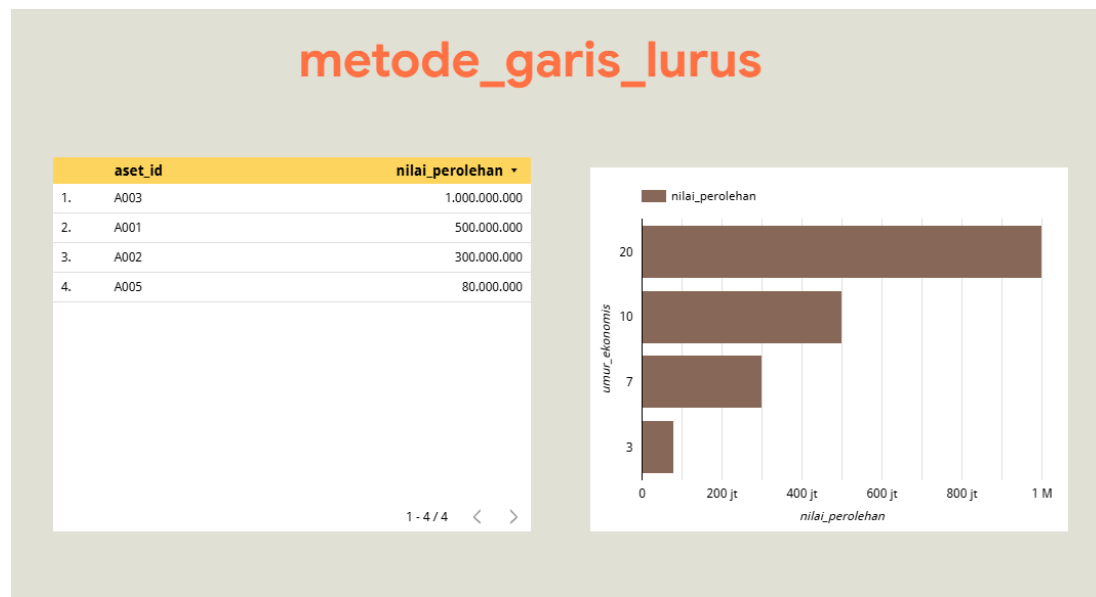 metode_garis_lurus
aset_id nilai_perolehan
1. A003 1.000.000.000
2. A001 500.000.000
3. A002 300.000.000
4. A005 80.000.000
1 - 4 / 4
nilai_perolehan
umur_ekonomis
20
10
7
3
0 200 jt 400 jt 600 jt 800 jt 1 M
nilai_perolehan